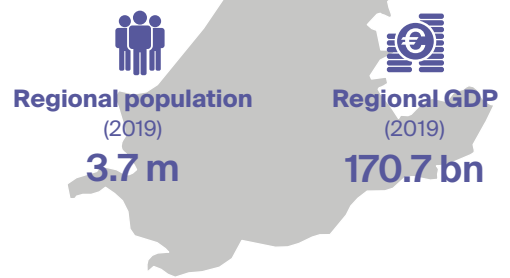 Regional population
(2019)
3.7 m
€
Regional GDP
(2019)
170.7 bn